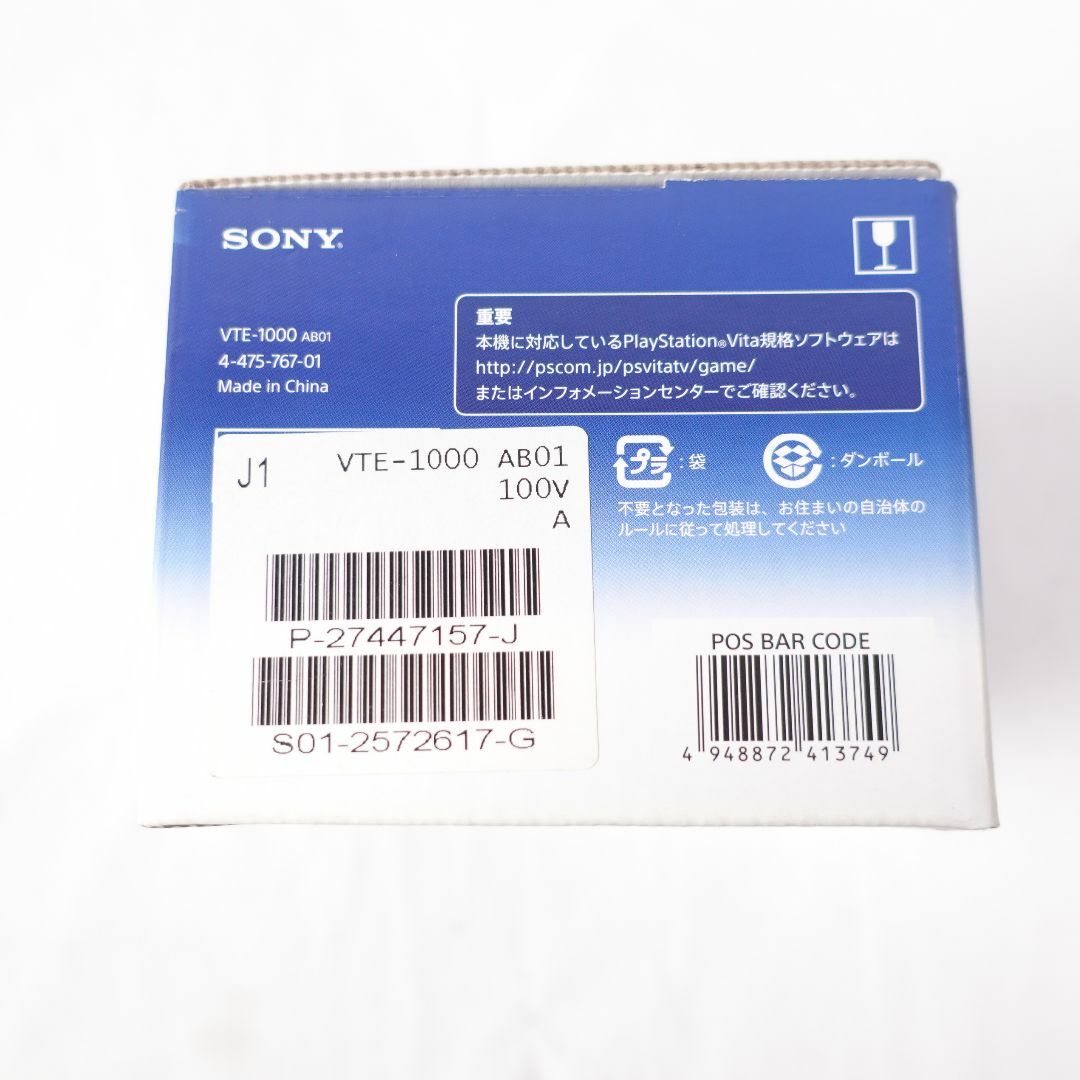 SONY
VTE-1000 AB01
4-475-767-01
Made in China
重要
本機に対応しているPlayStation®Vita規格ソフトウェアは
http://pscom.jp/psvitatv/game/
またはインフォメーションセンターでご確認ください。
プラ:袋
:ダンボール
不要となった包装は、お住まいの自治体の
ルールに従って処理してください
J1 VTE-1000 AB01
100V
A
P-27447157-J
S01-2572617-G
POS BAR CODE
4 948872 413749